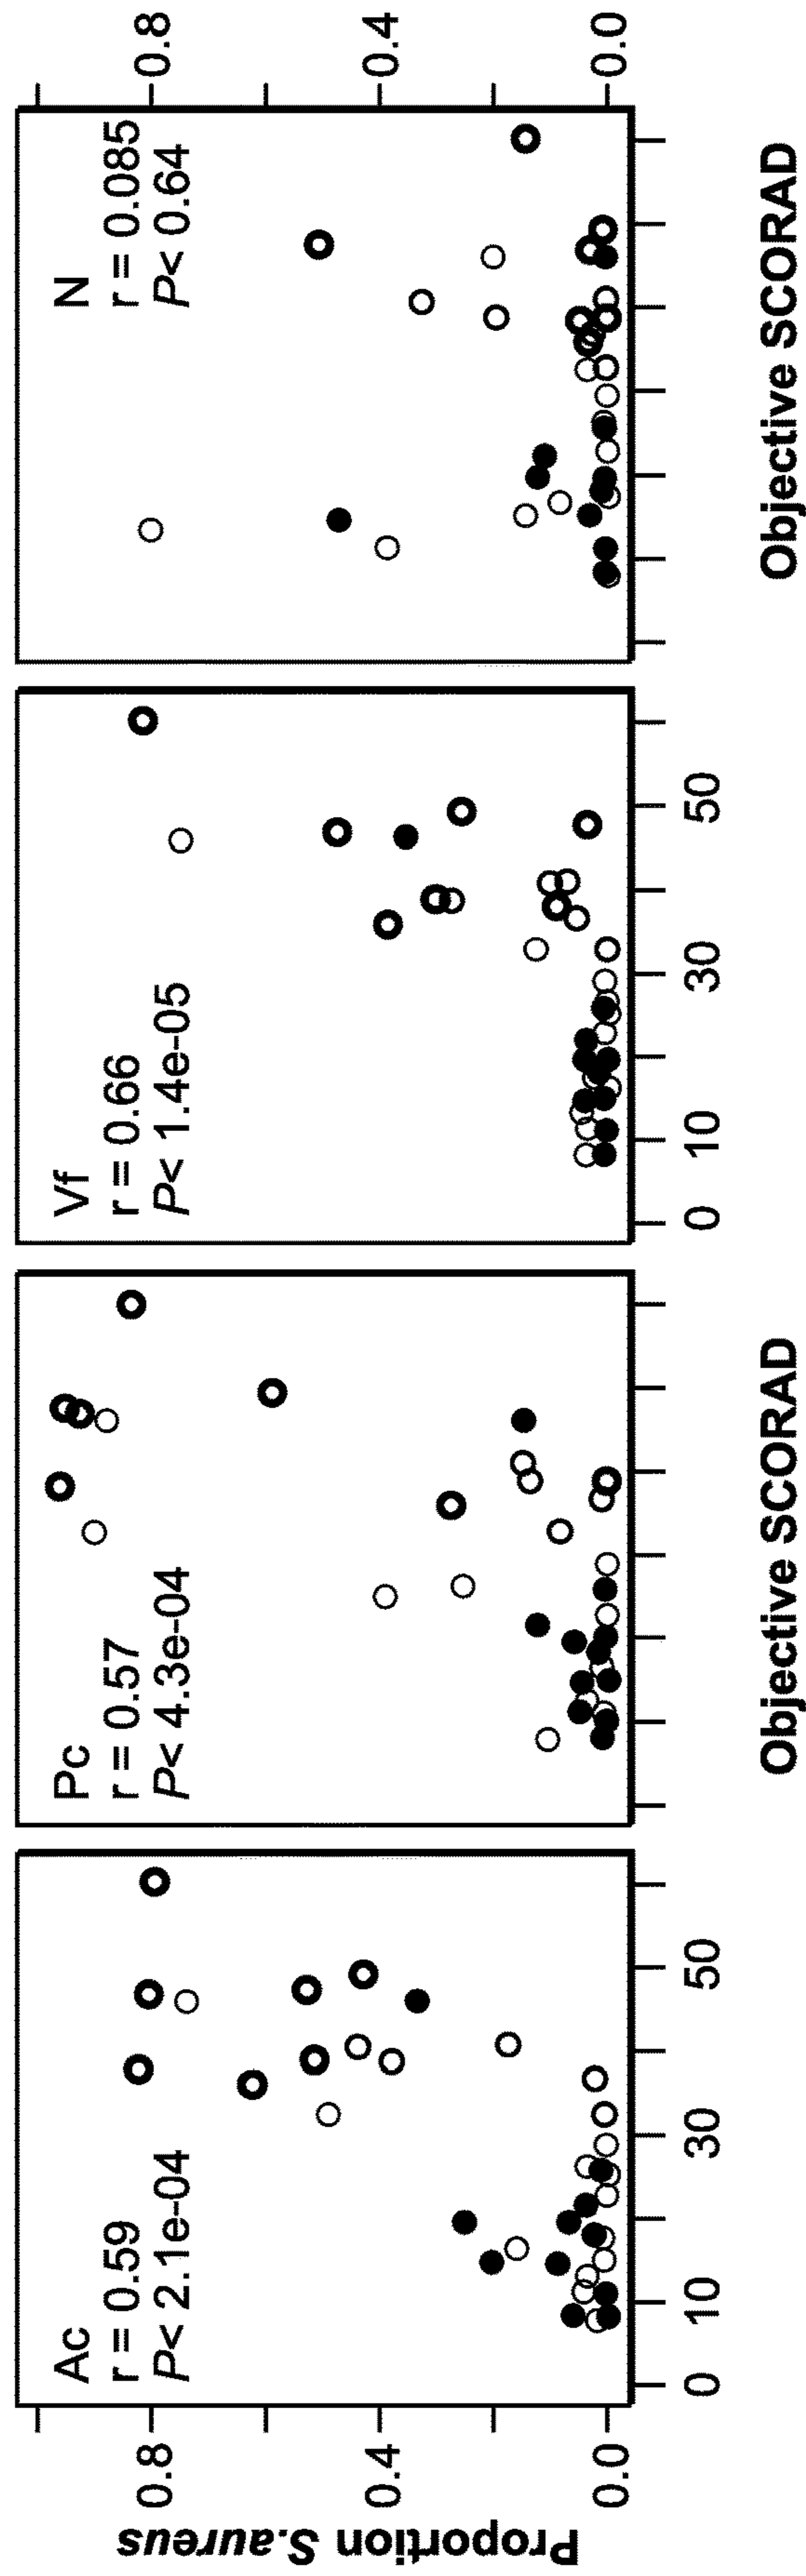 Ac
r = 0.59
P< 2.1e-04
Pc
r = 0.57
P< 4.3e-04
Vf
r = 0.66
P< 1.4e-05
N
r = 0.085
P< 0.64
0.8
0.4
0.0
Proportion S.aureus
0.8
0.4
0.0
0 10 30 50
0 10 30 50
Objective SCORAD
Objective SCORAD